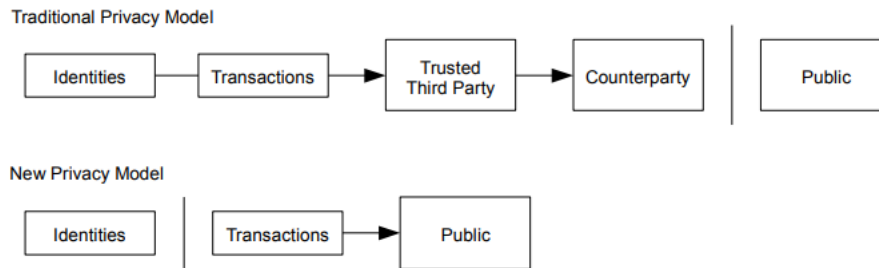 Traditional Privacy Model
Identities
Transactions
Trusted
Third Party
Counterparty
Public
New Privacy Model
Identities
Transactions
Public